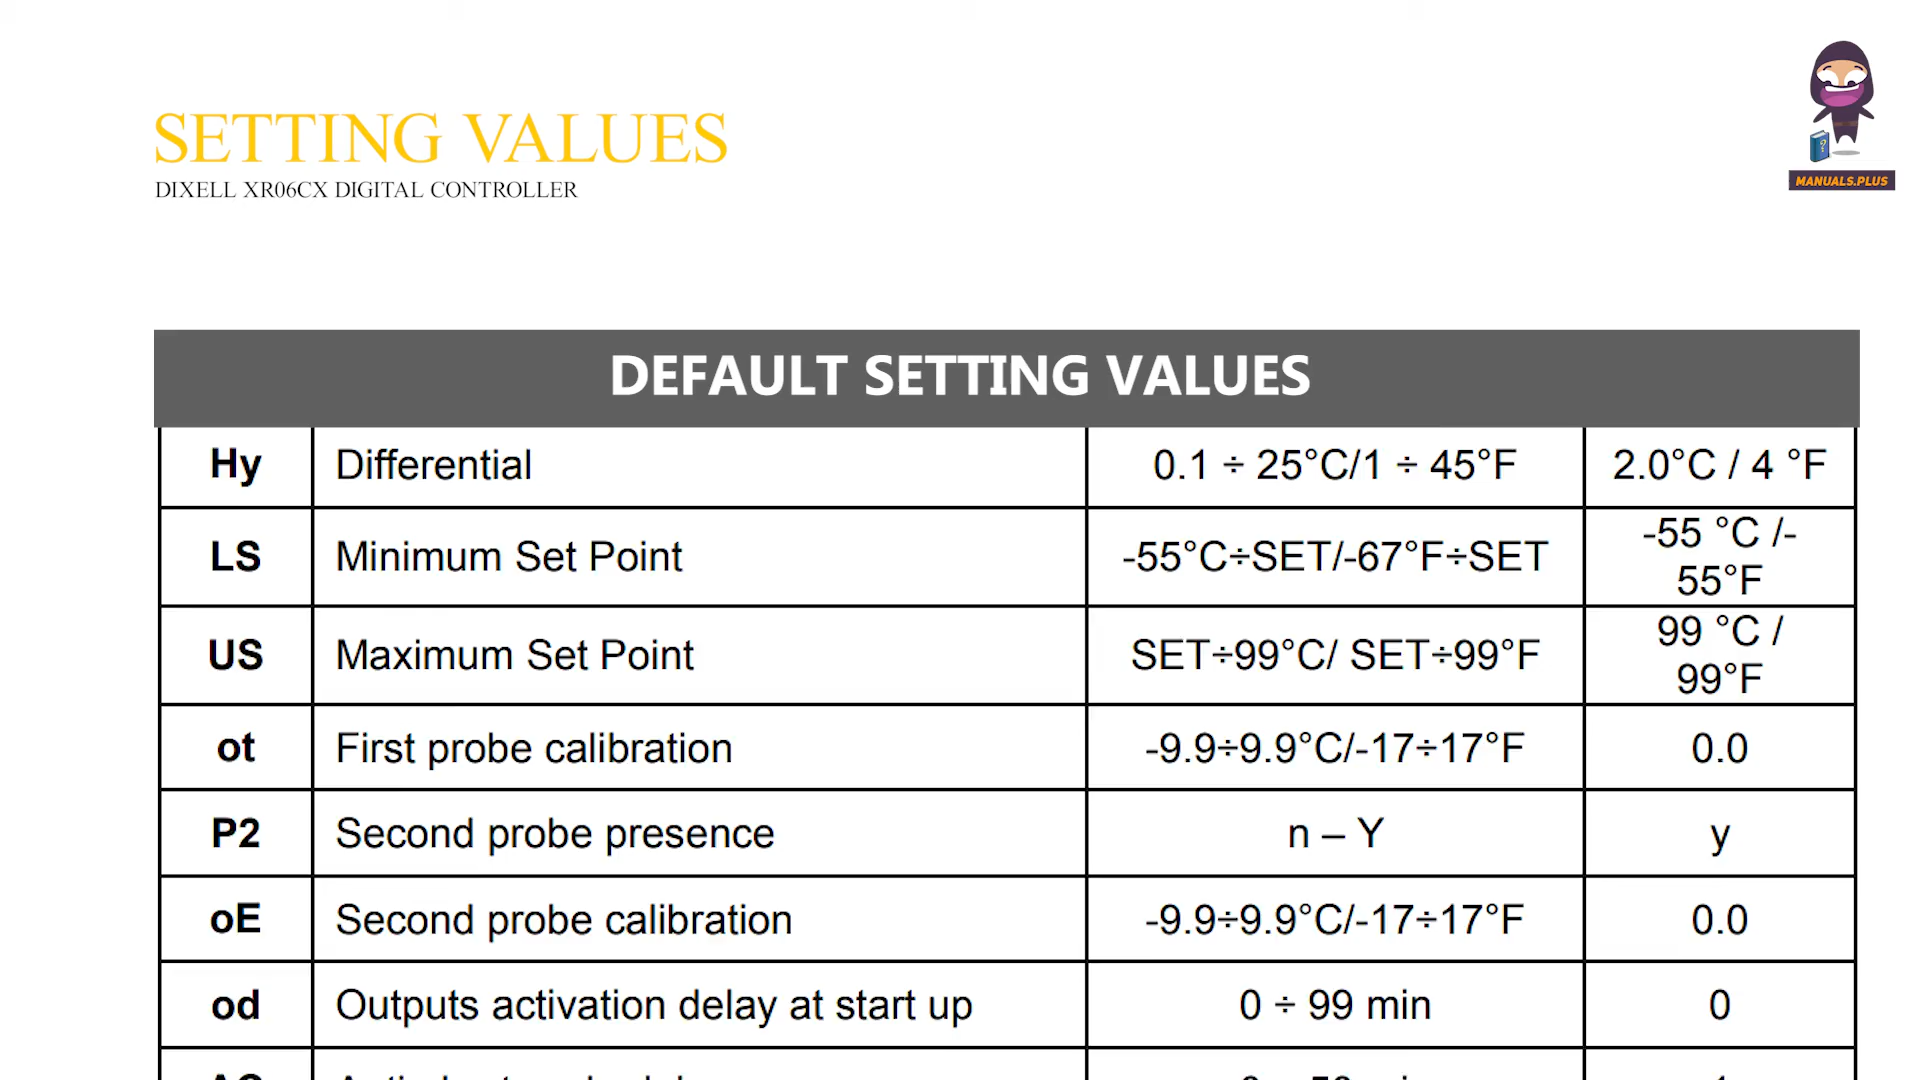 SETTING VALUES
DIXELL XR06CX DIGITAL CONTROLLER
?
MANUALS.PLUS
DEFAULT SETTING VALUES
Hy Differential 0.1 ÷ 25°C/1 ÷ 45°F 2.0°C / 4 °F
LS Minimum Set Point -55°C÷SET/-67°F÷SET -55 °C /-
55°F
US Maximum Set Point SET÷99°C/ SET÷99°F 99 °C /
99°F
ot First probe calibration -9.9÷9.9°C/-17÷17°F 0.0
P2 Second probe presence n – Y y
oE Second probe calibration -9.9÷9.9°C/-17÷17°F 0.0
od Outputs activation delay at start up 0 ÷ 99 min 0